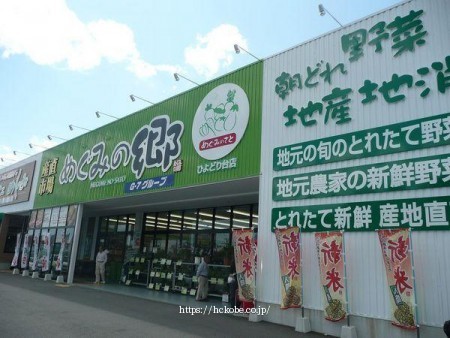 産直市場
めぐみの郷
MEGUMI NO SATO
G-7 グループ
めぐみのさと
ひよどり台店
朝どれ 野菜
地産地消
地元の旬のとれたて野菜
地元農家の新鮮野菜
とれたて新鮮 産地直
新米
新米
新米
新米
https://hckobe.co.jp/